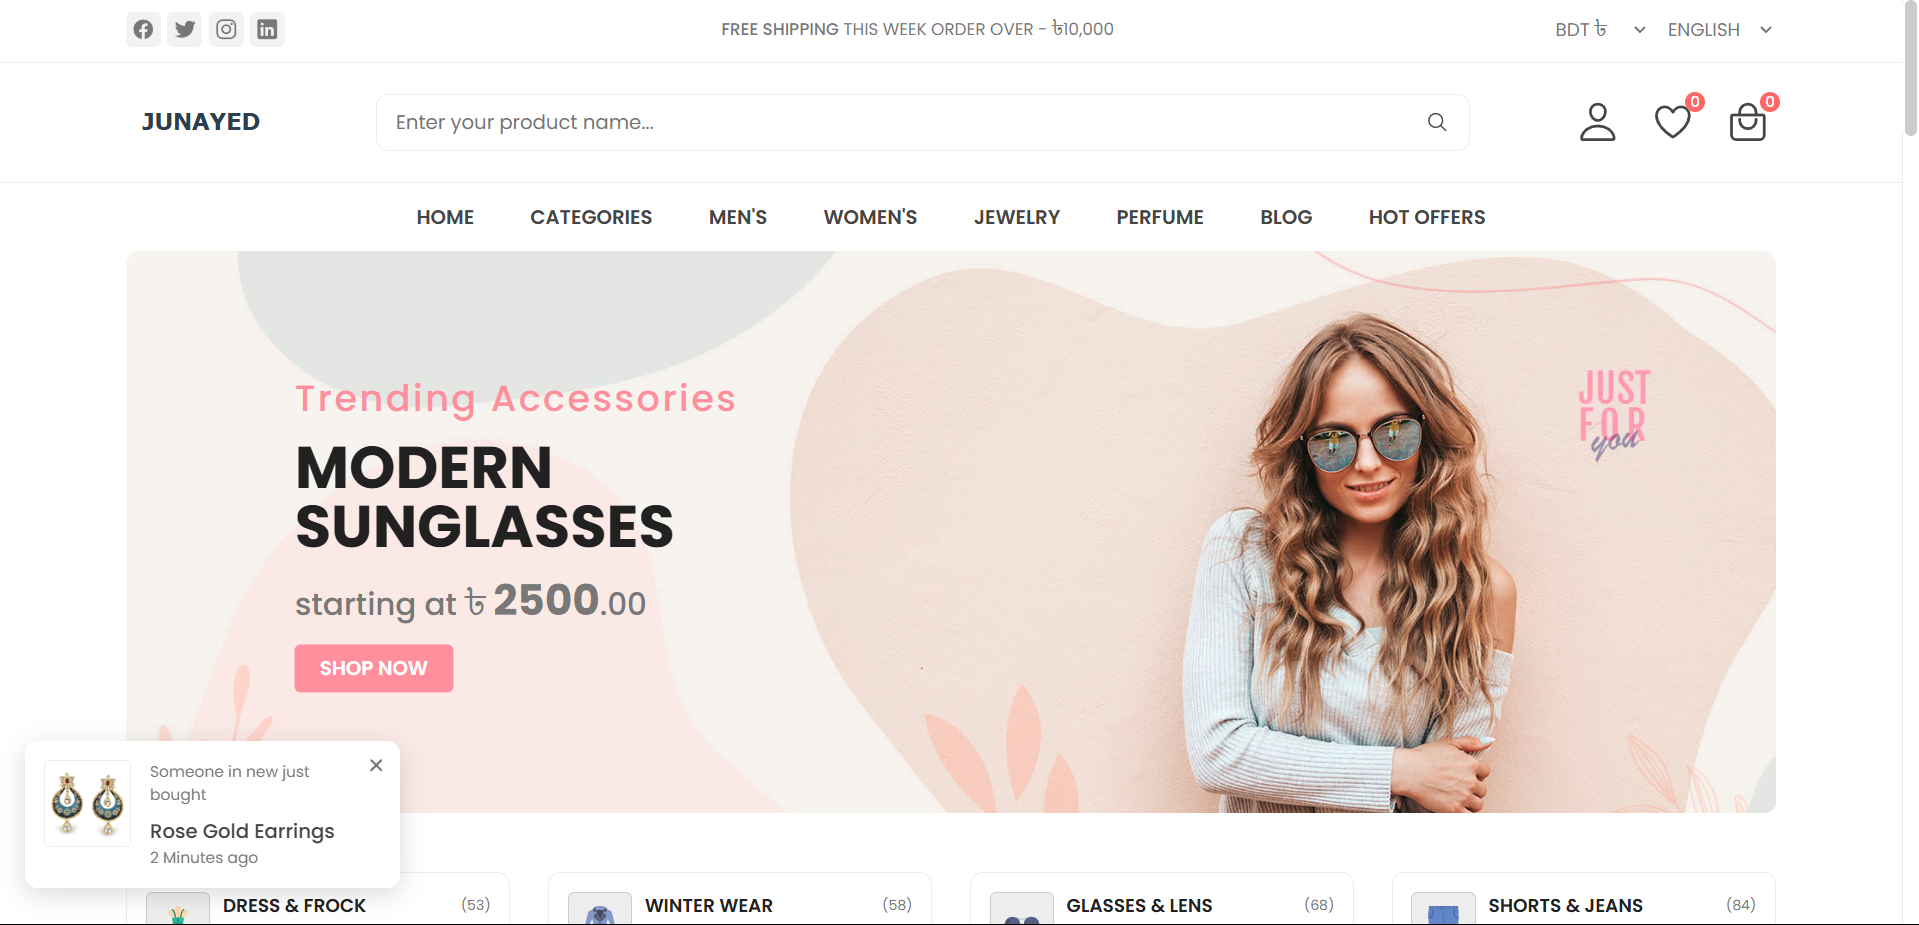 FREE SHIPPING THIS WEEK ORDER OVER - ৳10,000
BDT ৳
ENGLISH
JUNAYED
Enter your product name...
0
0
HOME
CATEGORIES
MEN'S
WOMEN'S
JEWELRY
PERFUME
BLOG
HOT OFFERS
Trending Accessories
MODERN
SUNGLASSES
starting at ৳ 2500.00
SHOP NOW
JUST
FOR
you
Someone in new just
bought
Rose Gold Earrings
2 Minutes ago
DRESS & FROCK
(53)
WINTER WEAR
(58)
GLASSES & LENS
(68)
SHORTS & JEANS
(84)